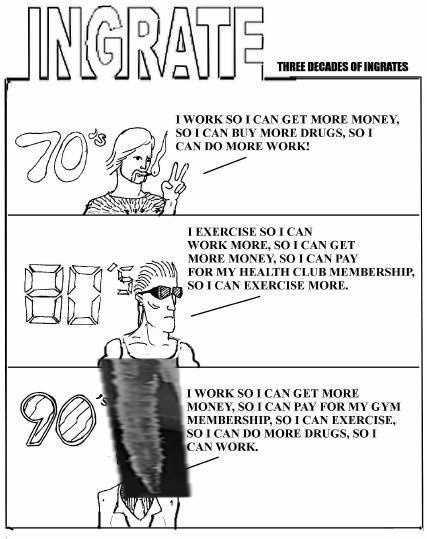 INGRATE
THREE DECADES OF INGRATES
70's
I WORK SO I CAN GET MORE MONEY,
SO I CAN BUY MORE DRUGS, SO I
CAN DO MORE WORK!
80's
I EXERCISE SO I CAN
WORK MORE, SO I CAN GET
MORE MONEY, SO I CAN PAY
FOR MY HEALTH CLUB MEMBERSHIP,
SO I CAN EXERCISE MORE.
90's
I WORK SO I CAN GET MORE
MONEY, SO I CAN PAY FOR MY GYM
MEMBERSHIP, SO I CAN EXERCISE,
SO I CAN DO MORE DRUGS, SO I
CAN WORK.